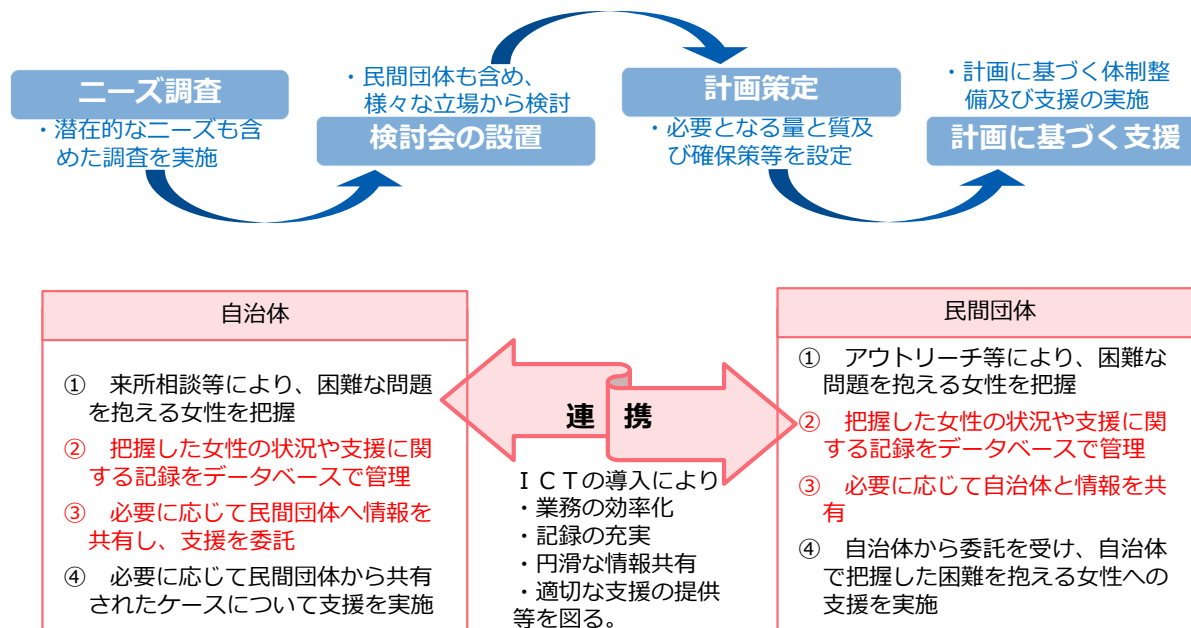 ニーズ調査
・潜在的なニーズも含
めた調査を実施
・民間団体も含め、
様々な立場から検討
検討会の設置
計画策定
・必要となる量と質及
び確保策等を設定
・計画に基づく体制整
備及び支援の実施
計画に基づく支援
自治体
① 来所相談等により、困難な問題
を抱える女性を把握
② 把握した女性の状況や支援に関
する記録をデータベースで管理
③ 必要に応じて民間団体へ情報を
共有し、支援を委託
④ 必要に応じて民間団体から共有
されたケースについて支援を実施
連 携
ＩＣＴの導入により
・業務の効率化
・記録の充実
・円滑な情報共有
・適切な支援の提供
等を図る。
民間団体
① アウトリーチ等により、困難な
問題を抱える女性を把握
② 把握した女性の状況や支援に関
する記録をデータベースで管理
③ 必要に応じて自治体と情報を共
有
④ 自治体から委託を受け、自治体
で把握した困難を抱える女性への
支援を実施